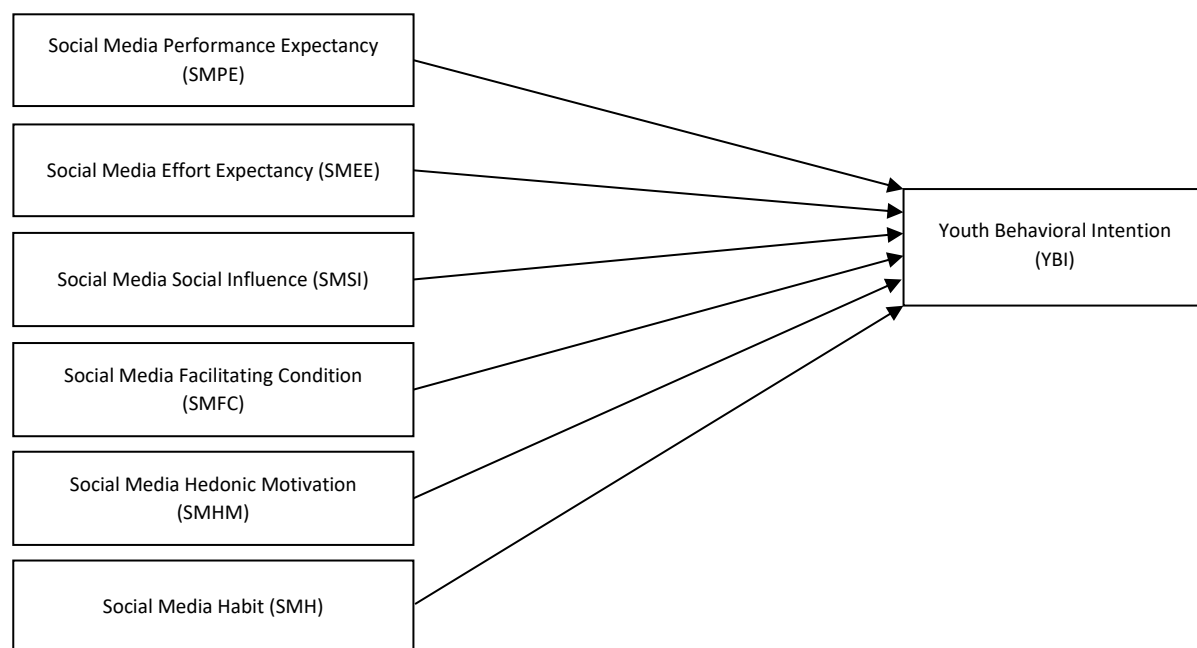 Social Media Performance Expectancy
(SMPE)
Social Media Effort Expectancy (SMEE)
Social Media Social Influence (SMSI)
Social Media Facilitating Condition
(SMFC)
Social Media Hedonic Motivation
(SMHM)
Social Media Habit (SMH)
Youth Behavioral Intention
(YBI)